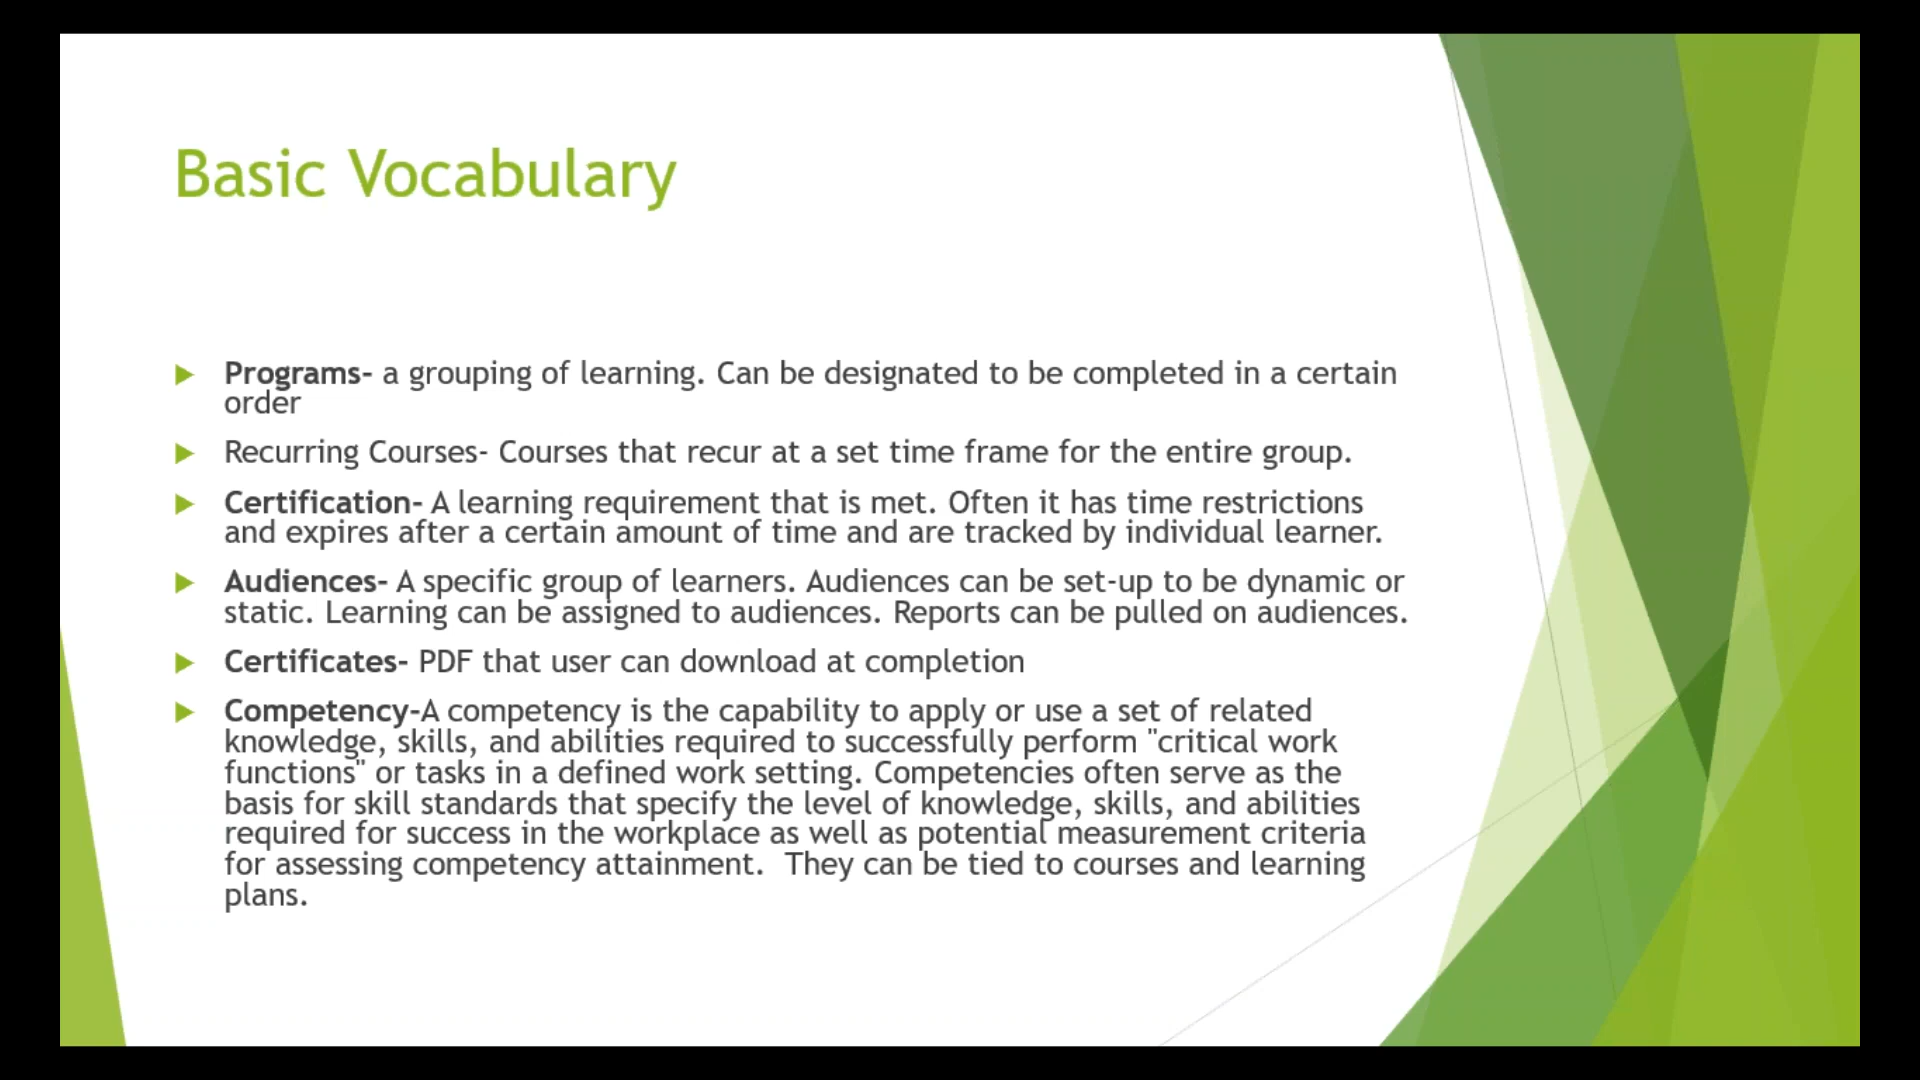 Basic Vocabulary
Programs- a grouping of learning. Can be designated to be completed in a certain
order
Recurring Courses- Courses that recur at a set time frame for the entire group.
Certification- A learning requirement that is met. Often it has time restrictions
and expires after a certain amount of time and are tracked by individual learner.
Audiences- A specific group of learners. Audiences can be set-up to be dynamic or
static. Learning can be assigned to audiences. Reports can be pulled on audiences.
Certificates- PDF that user can download at completion
Competency-A competency is the capability to apply or use a set of related
knowledge, skills, and abilities required to successfully perform "critical work
functions" or tasks in a defined work setting. Competencies often serve as the
basis for skill standards that specify the level of knowledge, skills, and abilities
required for success in the workplace as well as potential measurement criteria
for assessing competency attainment.  They can be tied to courses and learning
plans.